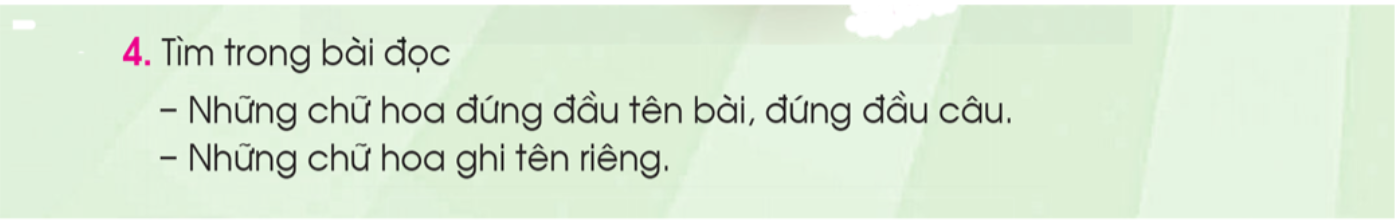 4. Tìm trong bài đọc
– Những chữ hoa đứng đầu tên bài, đứng đầu câu.
– Những chữ hoa ghi tên riêng.